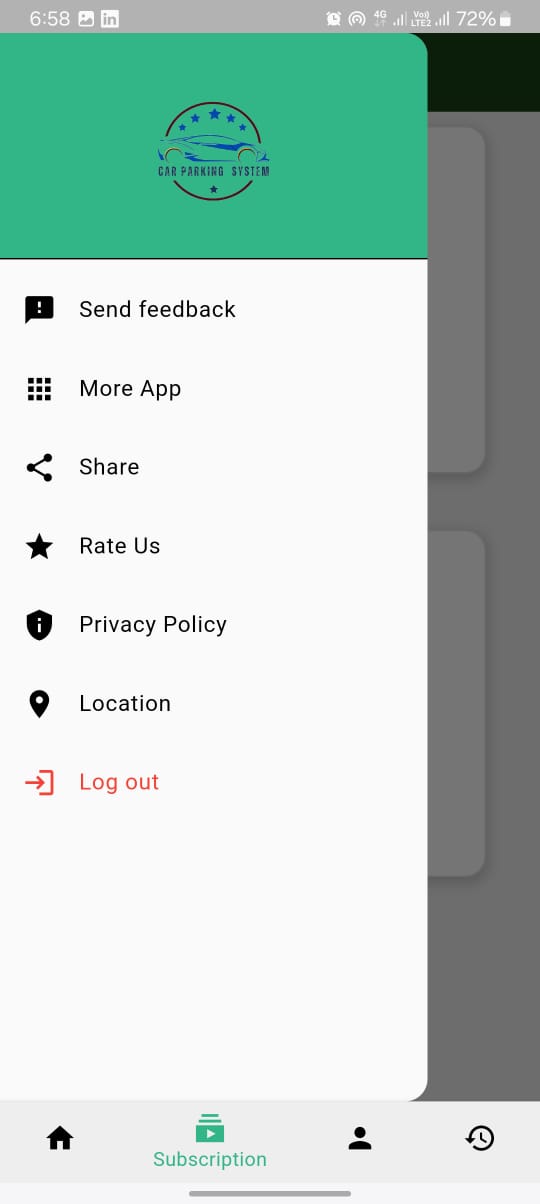 6:58
4G
Vo))
LTE2
72%
CAR PARKING SYSTEM
Send feedback
More App
Share
Rate Us
Privacy Policy
Location
Log out
Subscription